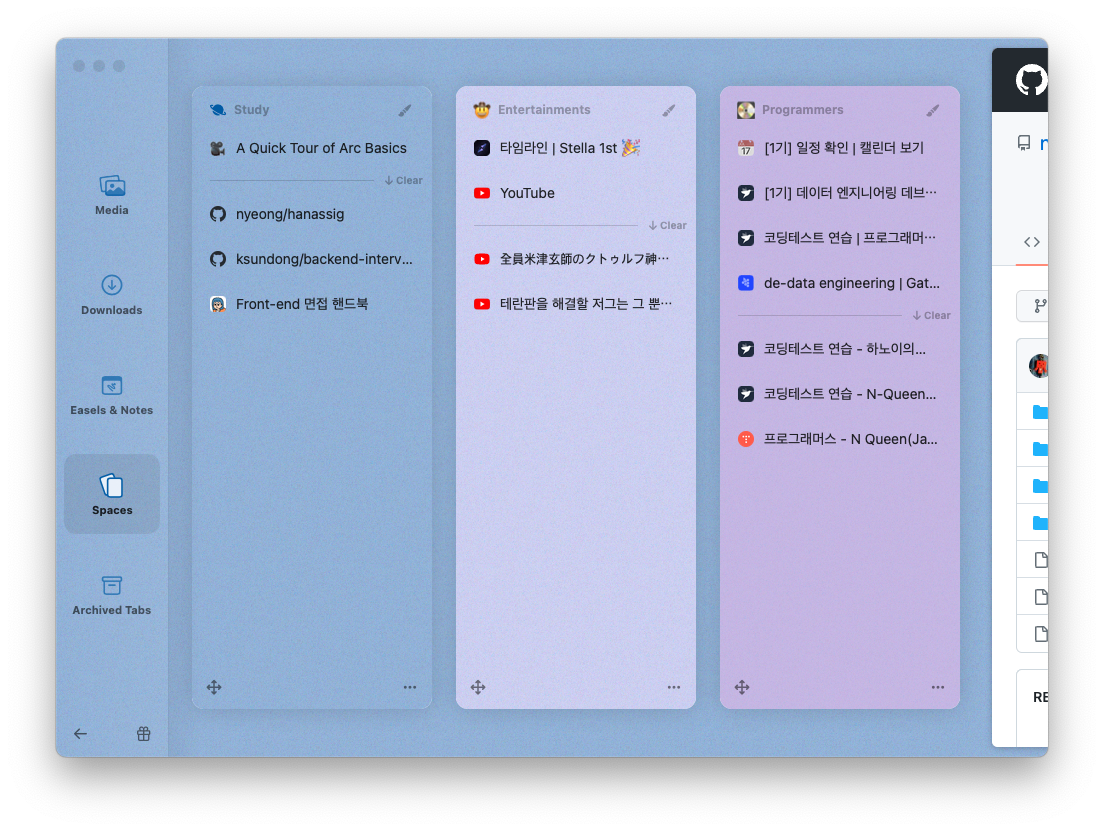 Media
Downloads
Easels & Notes
Spaces
Archived Tabs
Study
A Quick Tour of Arc Basics
Clear
nyeong/hanassig
ksundong/backend-interv...
Front-end 면접 핸드북
Entertainments
타임라인 | Stella 1st 🎉
YouTube
Clear
全員米津玄師のクトゥルフ神…
테란판을 해결할 저그는 그 뿐…
Programmers
[1기] 일정 확인 | 캘린더 보기
[1기] 데이터 엔지니어링 데브…
코딩테스트 연습 | 프로그래머…
de-data engineering | Gat...
Clear
코딩테스트 연습 - 하노이의...
코딩테스트 연습 - N-Queen...
프로그래머스 - N Queen(Ja...
17
RE